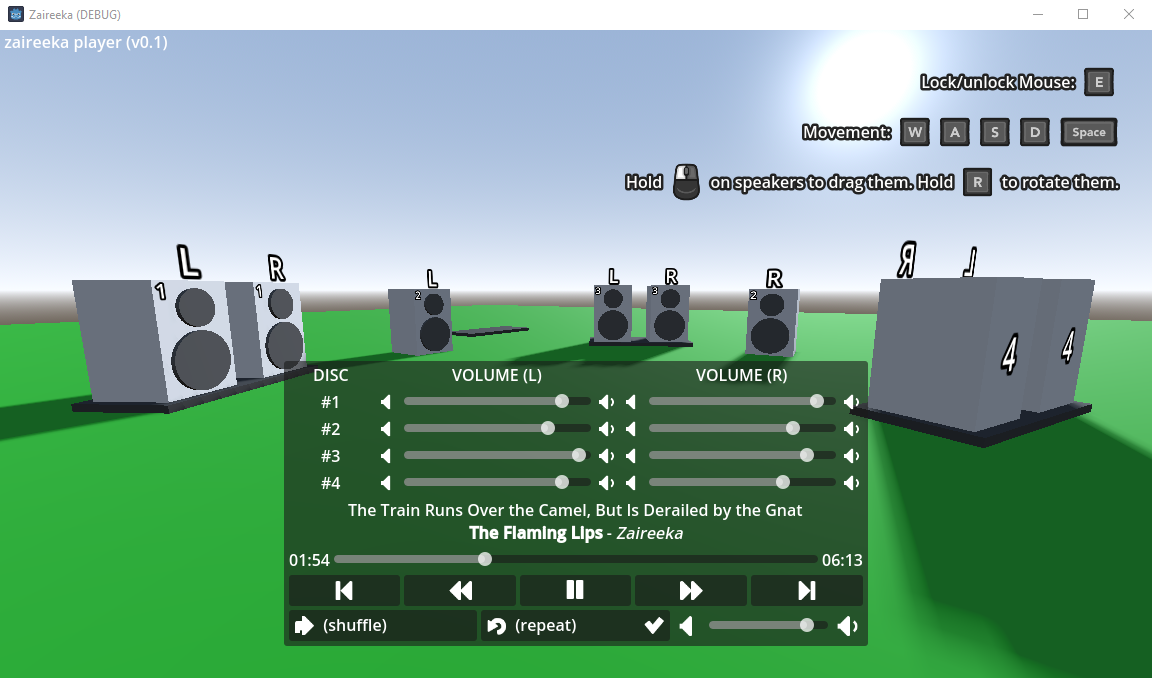 Zaireeka (DEBUG)
zaireeka player (v0.1)
Lock/unlock Mouse: E
Movement: W A S D Space
Hold on speakers to drag them. Hold R to rotate them.
L R L L R R R L
1 1 2 3 3 2 4 4
DISC VOLUME (L) VOLUME (R)
#1
#2
#3
#4
The Train Runs Over the Camel, But Is Derailed by the Gnat
The Flaming Lips - Zaireeka
01:54 06:13
(shuffle) (repeat)